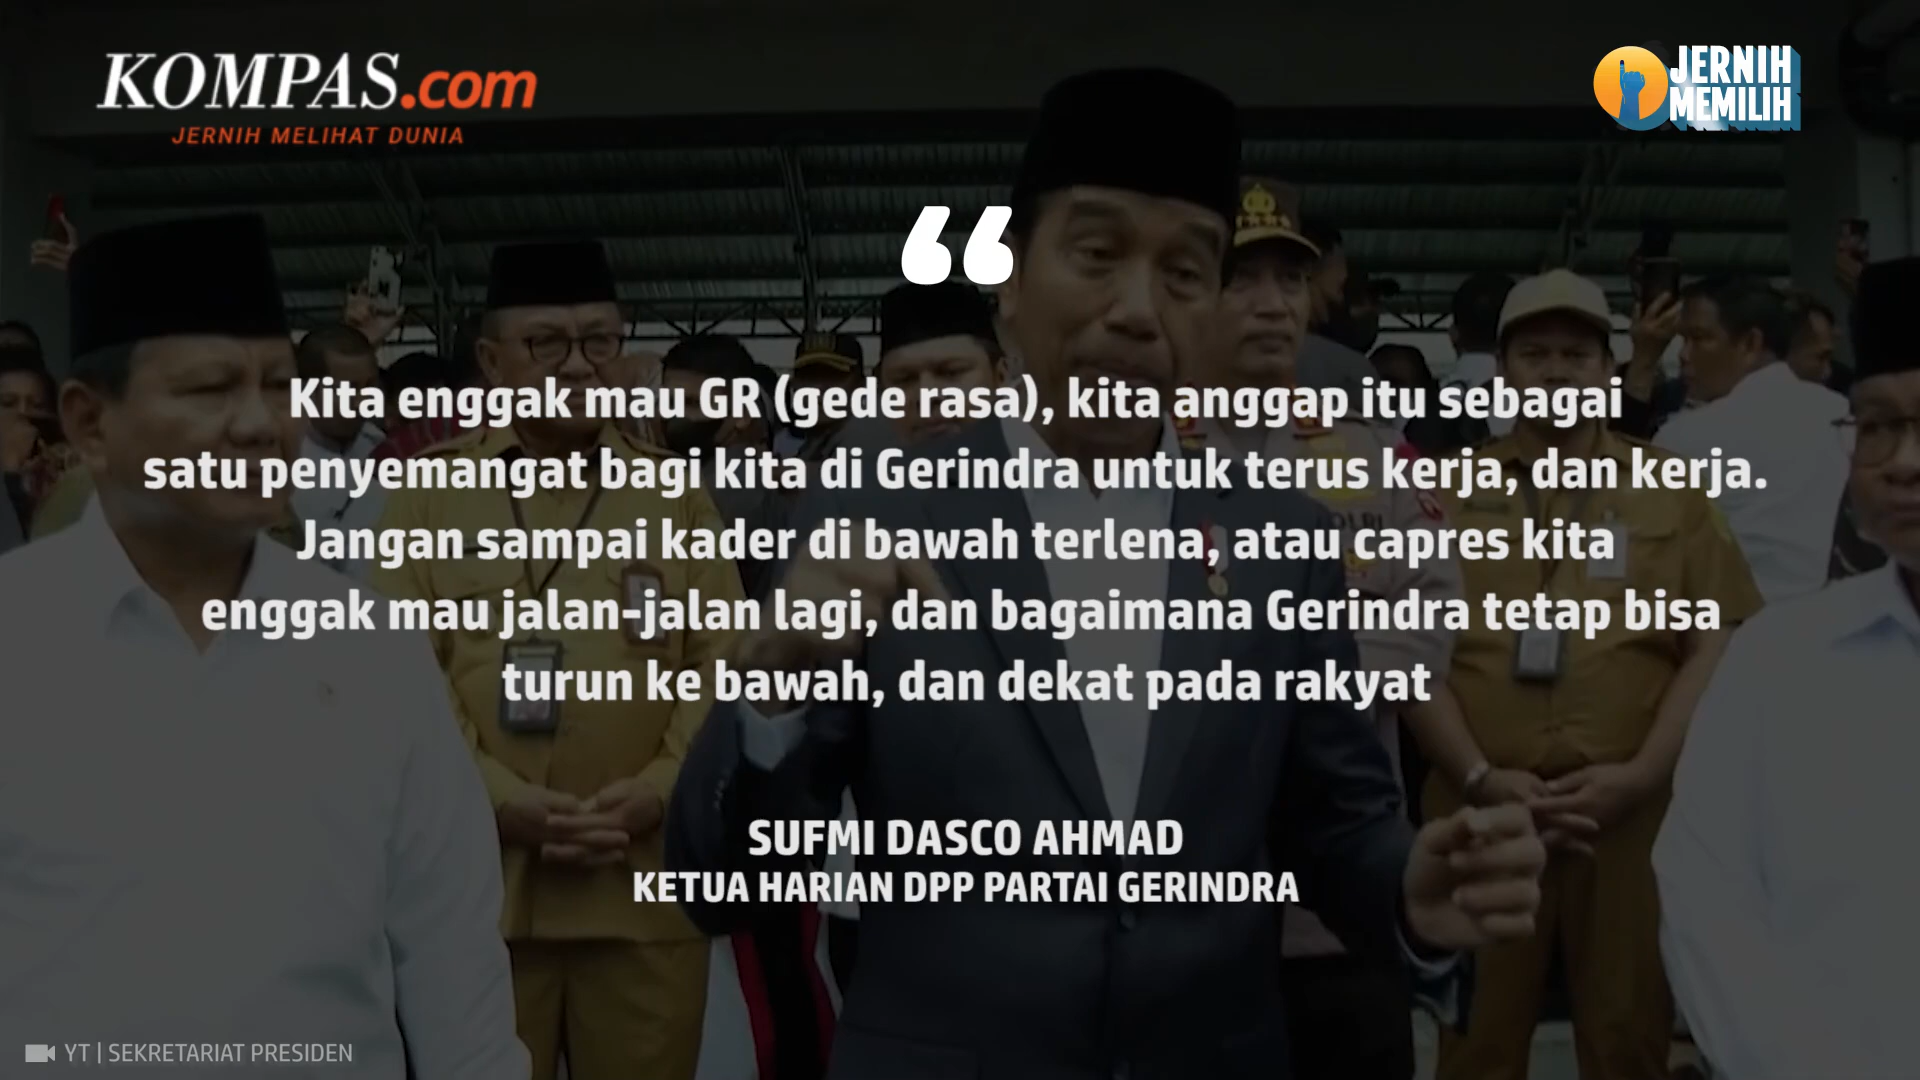 KOMPAS.com
JERNIH MELIHAT DUNIA
JERNIH
MEMILIH
“
Kita enggak mau GR (gede rasa), kita anggap itu sebagai
satu penyemangat bagi kita di Gerindra untuk terus kerja, dan kerja.
Jangan sampai kader di bawah terlena, atau capres kita
enggak mau jalan-jalan lagi, dan bagaimana Gerindra tetap bisa
turun ke bawah, dan dekat pada rakyat
SUFMI DASCO AHMAD
KETUA HARIAN DPP PARTAI GERINDRA
YT | SEKRETARIAT PRESIDEN
POLRI